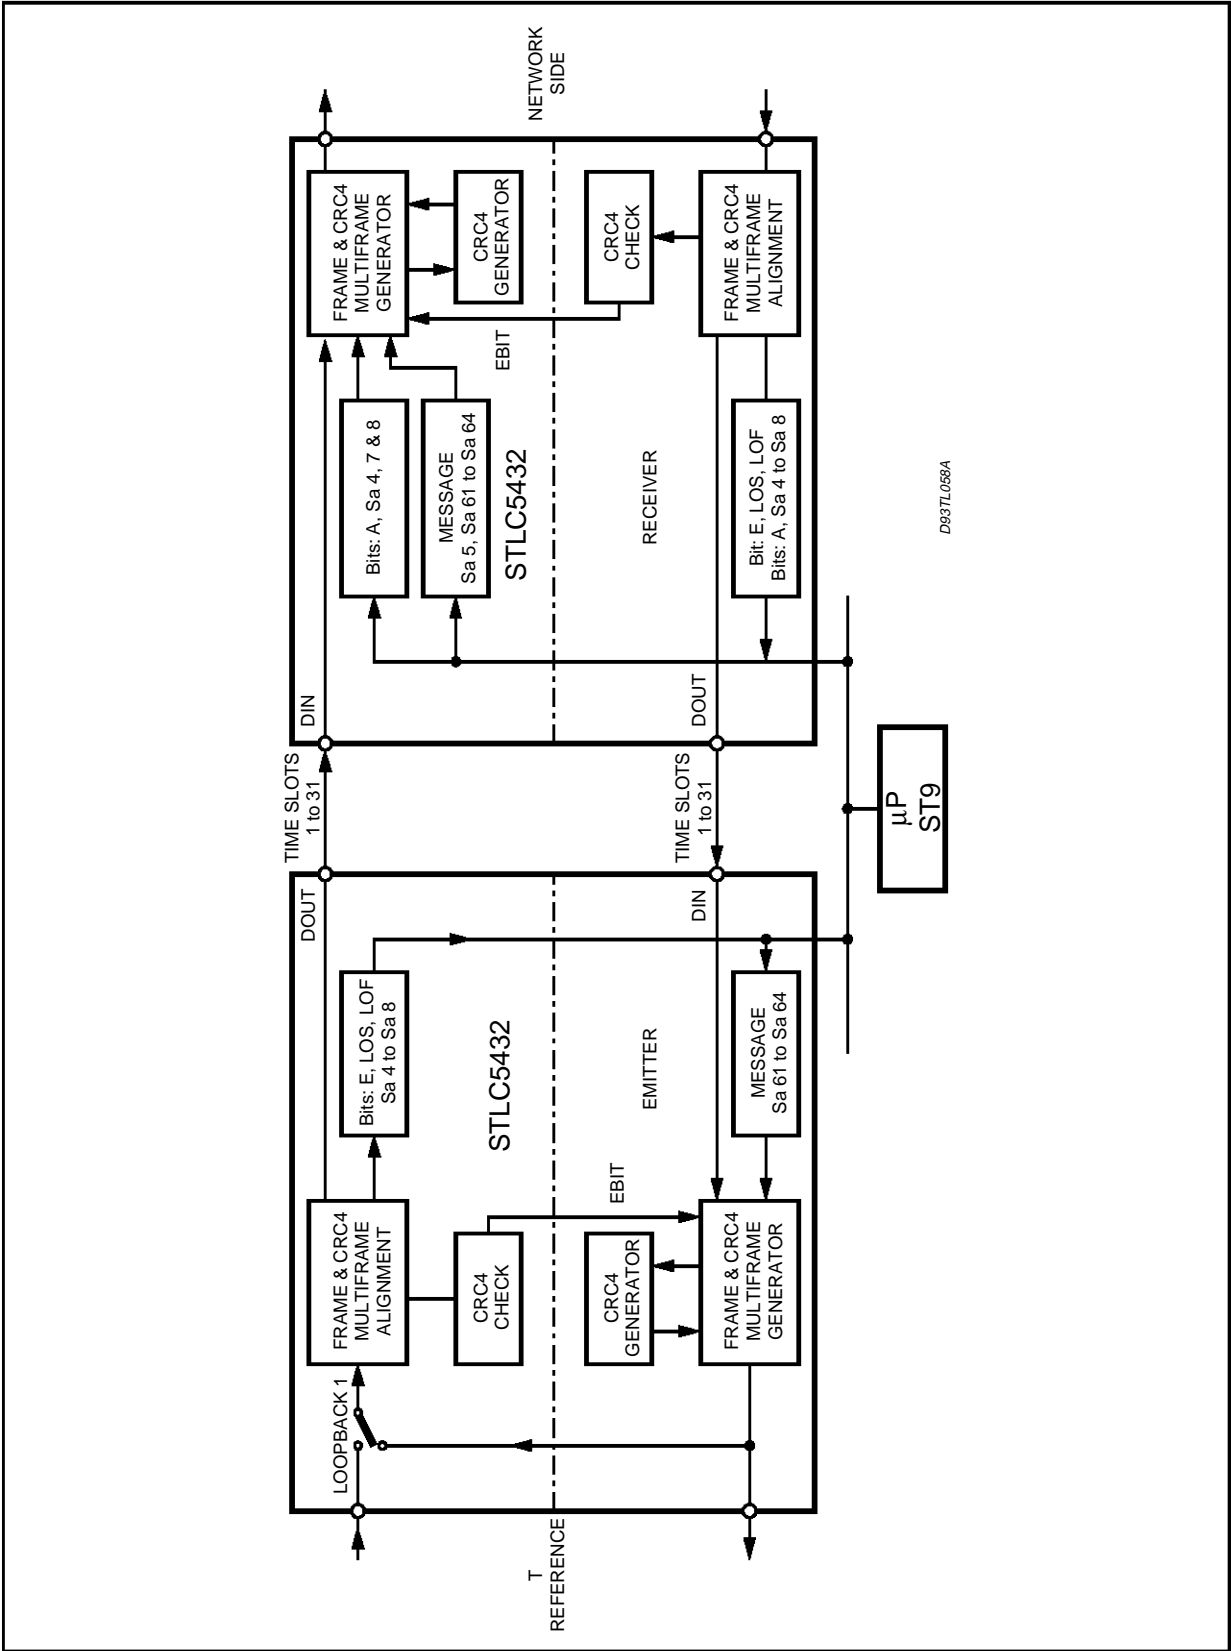 T
REFERENCE
LOOPBACK 1
FRAME & CRC4
MULTIFRAME
ALIGNMENT
Bits: E, LOS, LOF
Sa 4 to Sa 8
DOUT
CRC4
CHECK
STLC5432
EBIT
EMITTER
CRC4
GENERATOR
FRAME & CRC4
MULTIFRAME
GENERATOR
MESSAGE
Sa 61 to Sa 64
DIN
TIME SLOTS
1 to 31
TIME SLOTS
1 to 31
µP
ST9
DIN
Bits: A, Sa 4, 7 & 8
MESSAGE
Sa 5, Sa 61 to Sa 64
STLC5432
FRAME & CRC4
MULTIFRAME
GENERATOR
CRC4
GENERATOR
EBIT
RECEIVER
CRC4
CHECK
DOUT
Bit: E, LOS, LOF
Bits: A, Sa 4 to Sa 8
FRAME & CRC4
MULTIFRAME
ALIGNMENT
NETWORK
SIDE
D93TL058A